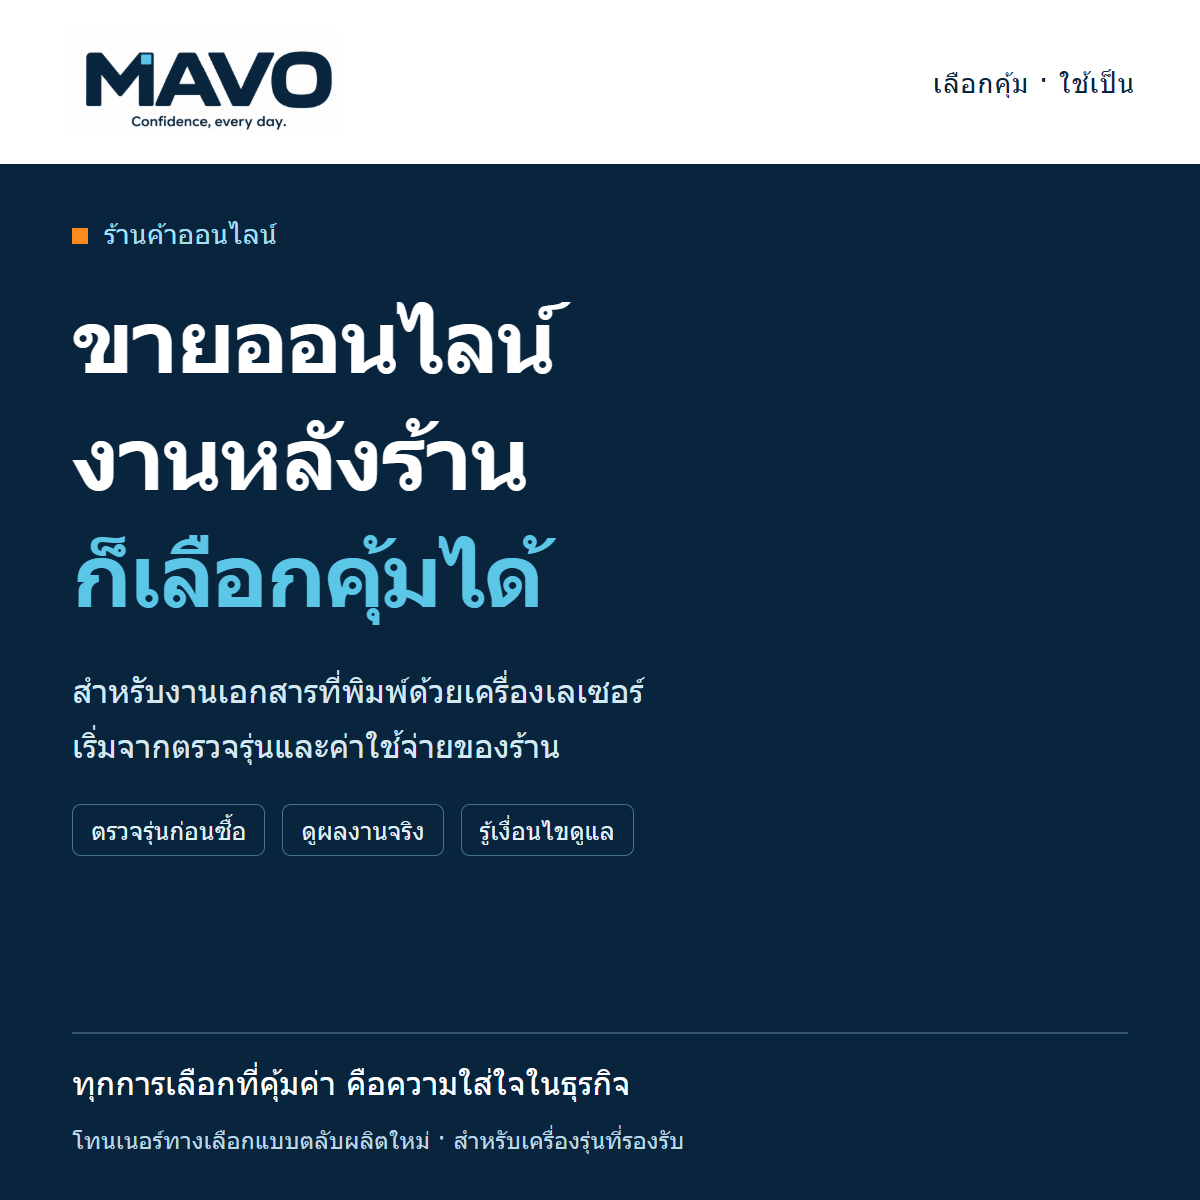 MAVO
Confidence, every day.
เลือกคุ้ม · ใช้เป็น
ร้านค้าออนไลน์
ขายออนไลน์
งานหลังร้าน
ก็เลือกคุ้มได้
สำหรับงานเอกสารที่พิมพ์ด้วยเครื่องเลเซอร์
เริ่มจากตรวจรุ่นและค่าใช้จ่ายของร้าน
ตรวจรุ่นก่อนซื้อ
ดูผลงานจริง
รู้เงื่อนไขดูแล
ทุกการเลือกที่คุ้มค่า คือความใส่ใจในธุรกิจ
โทนเนอร์ทางเลือกแบบตลับผลิตใหม่ · สำหรับเครื่องรุ่นที่รองรับ